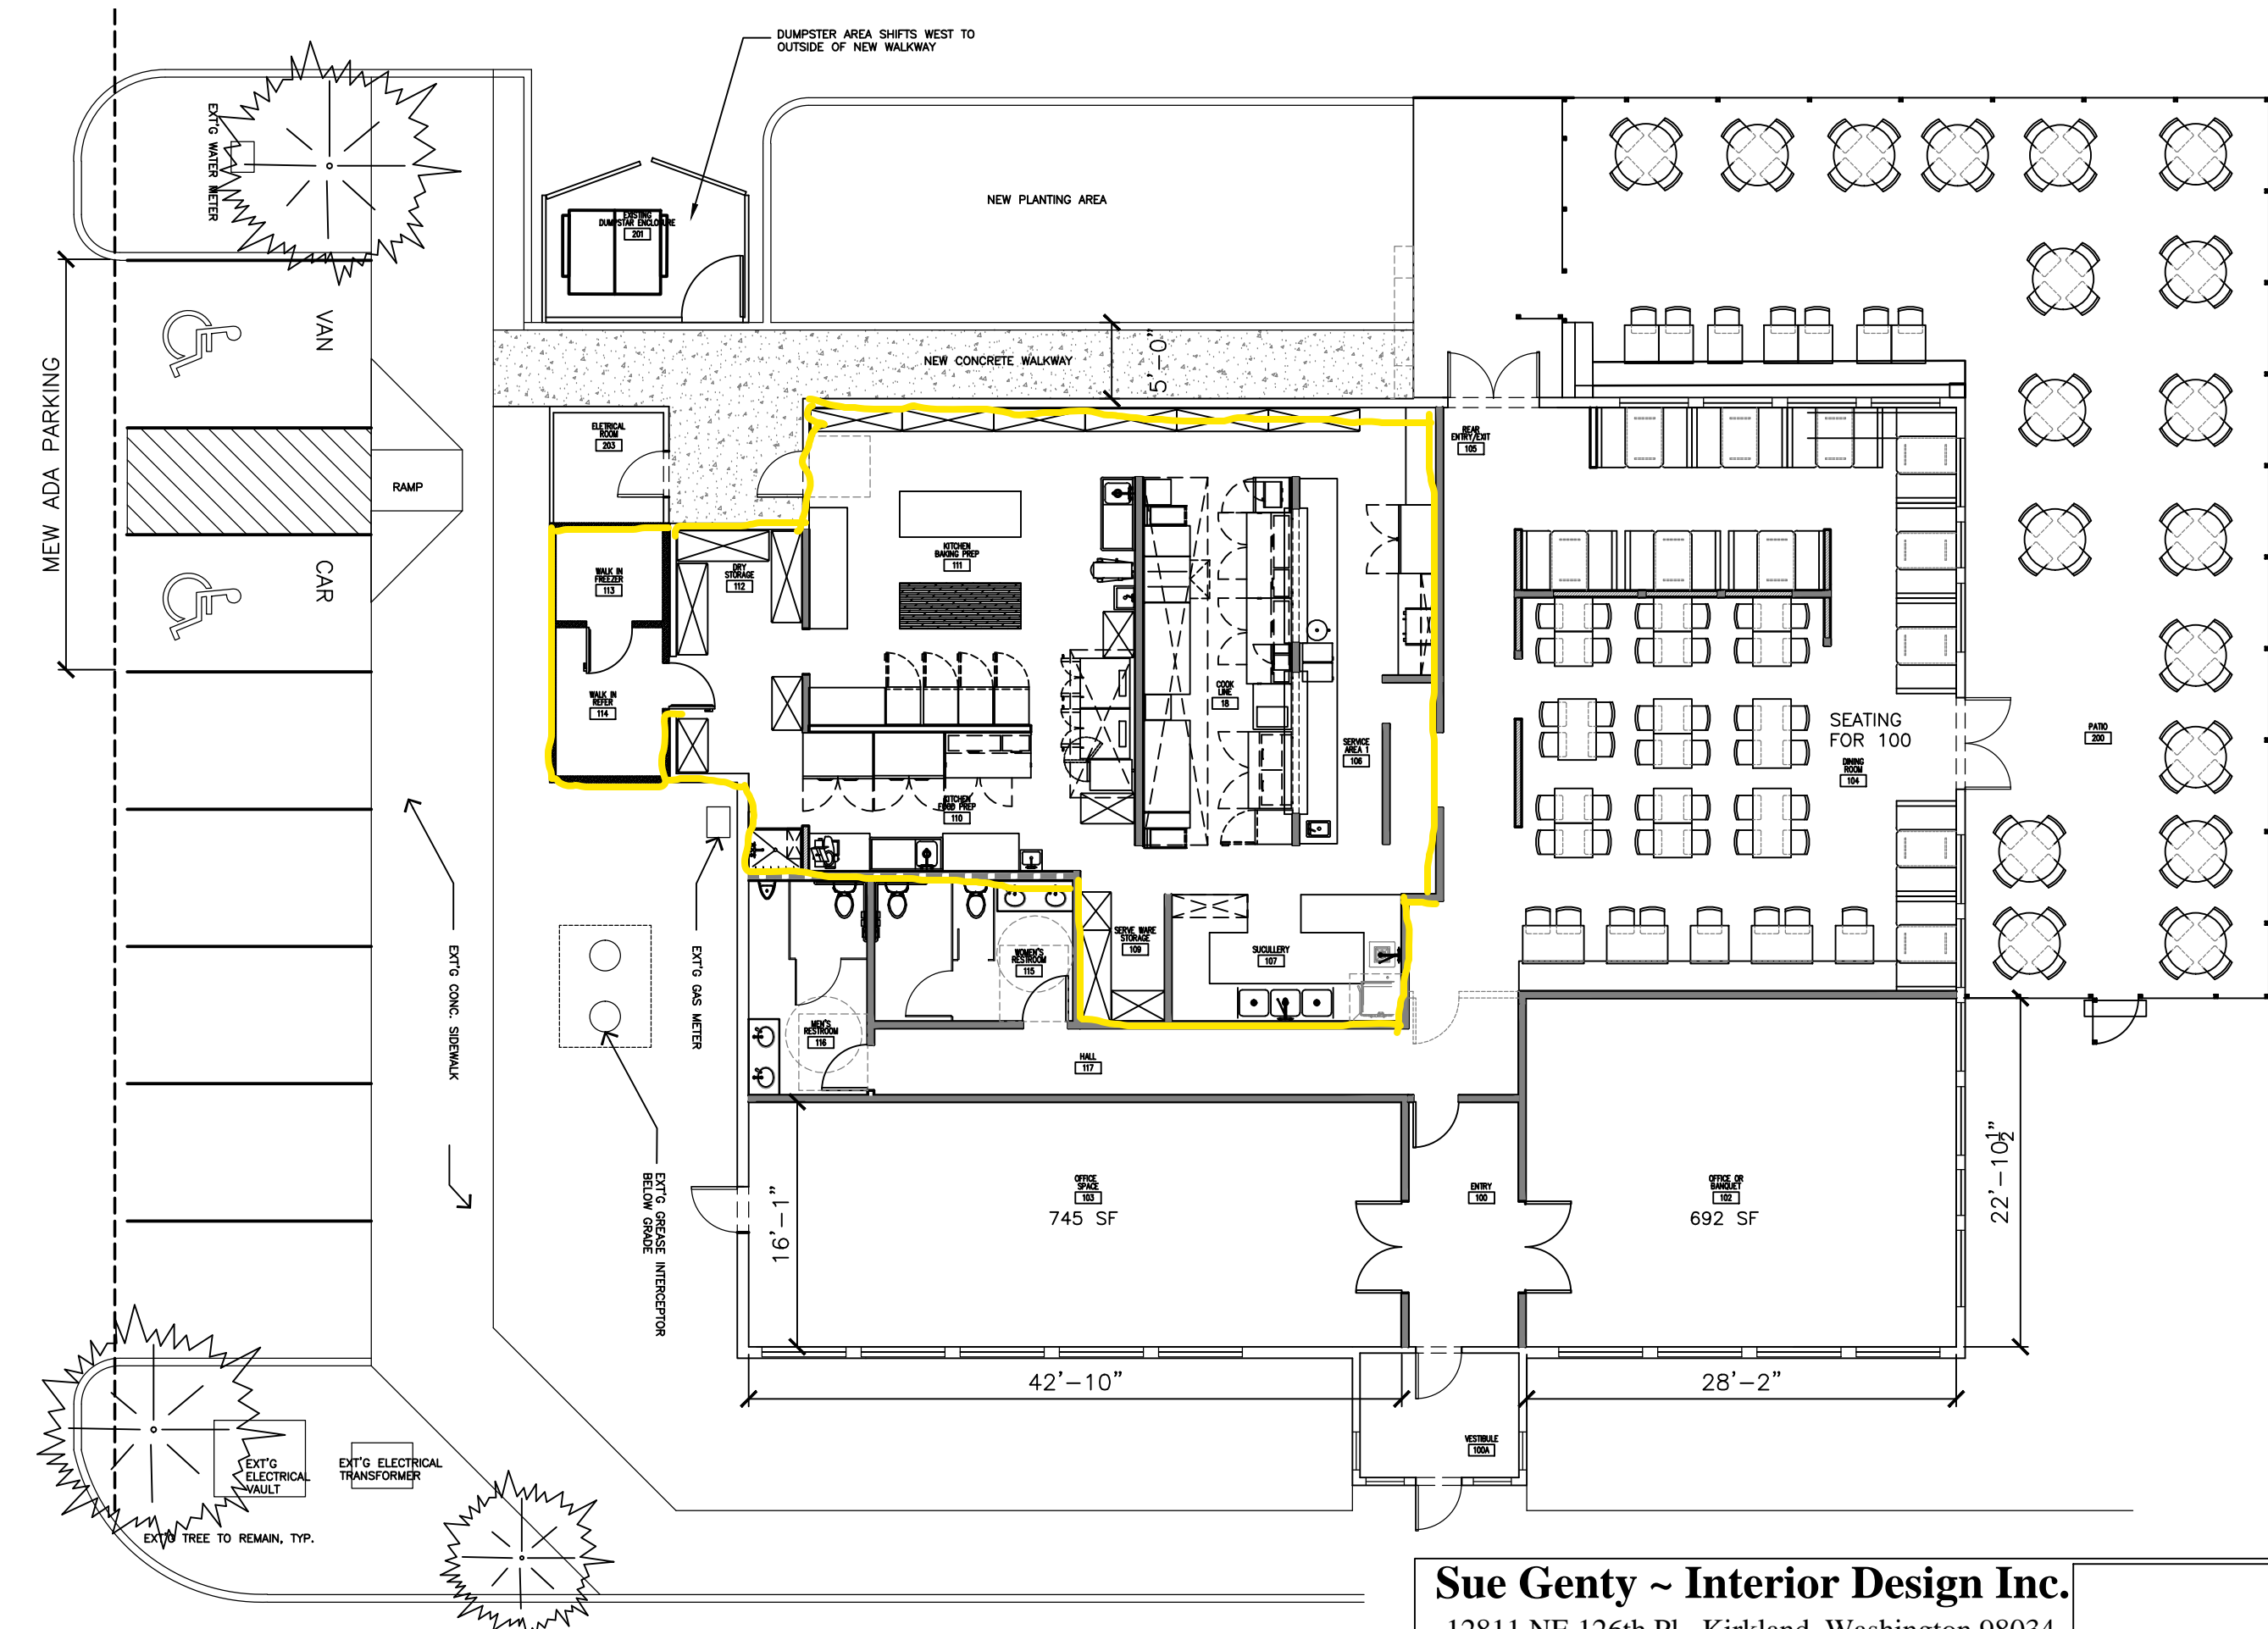 DUMPSTER AREA SHIFTS WEST TO
OUTSIDE OF NEW WALKWAY
EXT'G WATER METER
EXISTING
DUMPSTAR ENCLOSURE
201
NEW PLANTING AREA
VAN
NEW CONCRETE WALKWAY
5'-0"
MEW ADA PARKING
RAMP
CAR
ELETRICAL
ROOM
203
REAR
ENTRY/EXIT
105
WALK IN
FREEZER
113
DRY
STORAGE
112
KITCHEN
BAKING PREP
111
WALK IN
REFER
114
COOK
LINE
18
SERVICE
AREA 1
106
SEATING
FOR 100
DINING
ROOM
104
PATIO
200
KITCHEN
FOOD PREP
110
EXT'G CONC. SIDEWALK
EXT'G GAS METER
SERVE WARE
STORAGE
109
SUCULLERY
107
WOMEN'S
RESTROOM
115
MEN'S
RESTROOM
116
HALL
117
EXT'G GREASE INTERCEPTOR
BELOW GRADE
16'-1"
OFFICE
SPACE
103
745 SF
ENTRY
100
OFFICE OR
BANQUET
102
692 SF
22'-10½"
42'-10"
28'-2"
VESTIBULE
100A
EXT'G
ELECTRICAL
VAULT
EXT'G ELECTRICAL
TRANSFORMER
EXT'G TREE TO REMAIN, TYP.
Sue Genty ~ Interior Design Inc.
12811 NE 126th Pl., Kirkland, Washington 98034